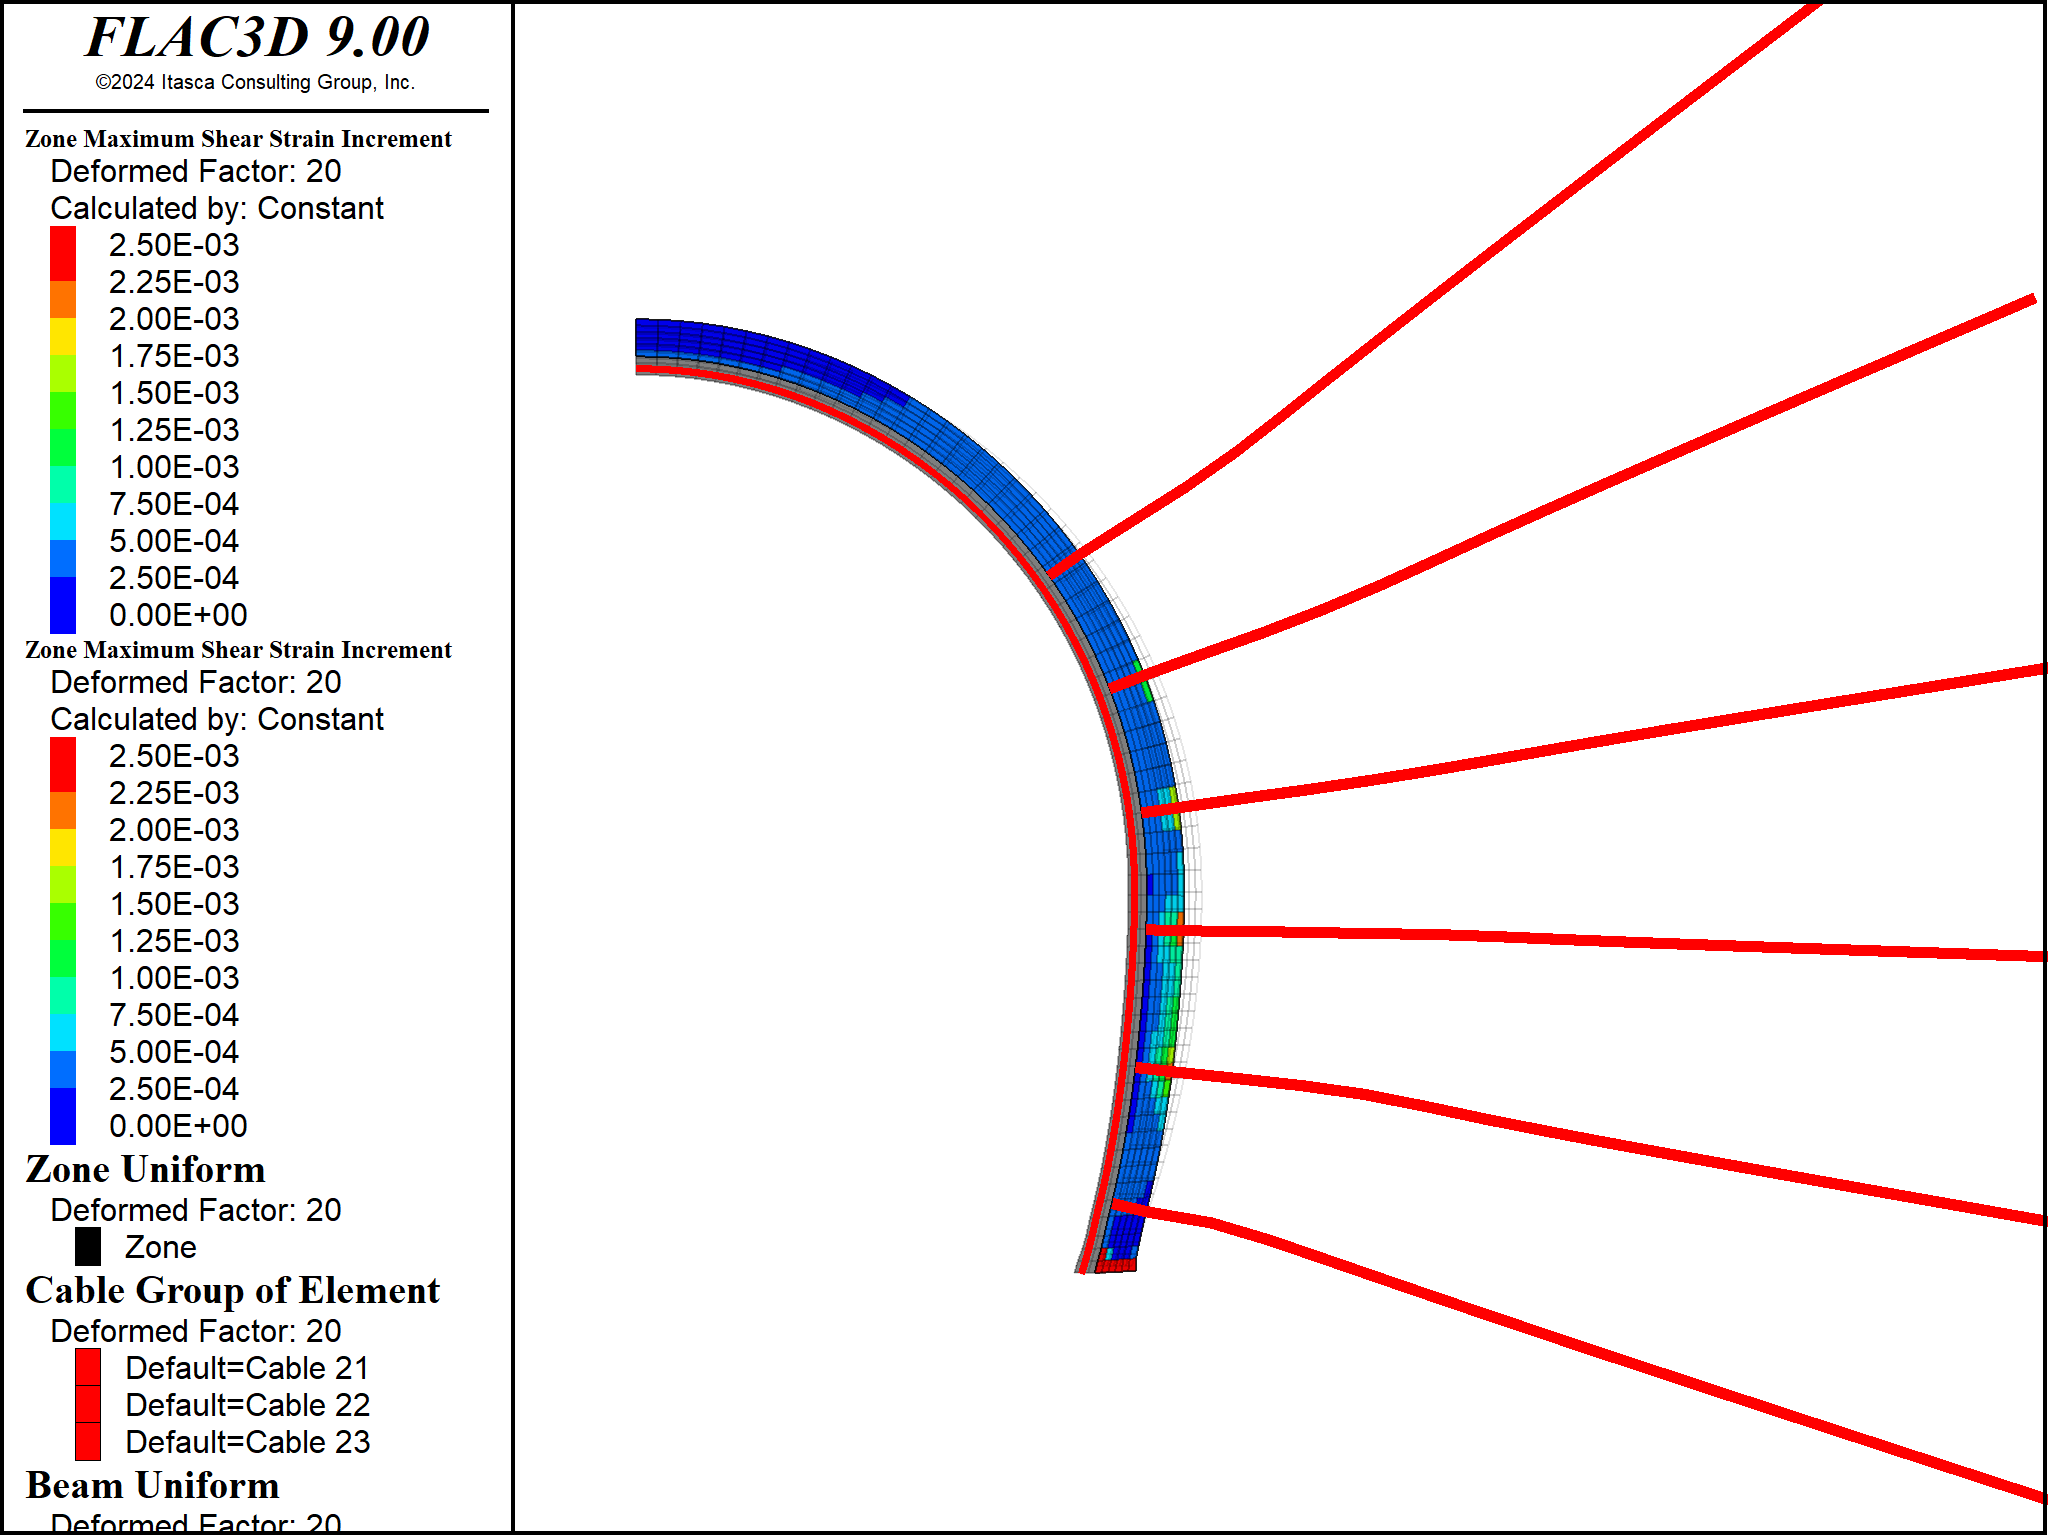 FLAC3D 9.00
©2024 Itasca Consulting Group, Inc.
Zone Maximum Shear Strain Increment
Deformed Factor: 20
Calculated by: Constant
2.50E-03
2.25E-03
2.00E-03
1.75E-03
1.50E-03
1.25E-03
1.00E-03
7.50E-04
5.00E-04
2.50E-04
0.00E+00
Zone Maximum Shear Strain Increment
Deformed Factor: 20
Calculated by: Constant
2.50E-03
2.25E-03
2.00E-03
1.75E-03
1.50E-03
1.25E-03
1.00E-03
7.50E-04
5.00E-04
2.50E-04
0.00E+00
Zone Uniform
Deformed Factor: 20
Zone
Cable Group of Element
Deformed Factor: 20
Default=Cable 21
Default=Cable 22
Default=Cable 23
Beam Uniform
Deformed Factor: 20